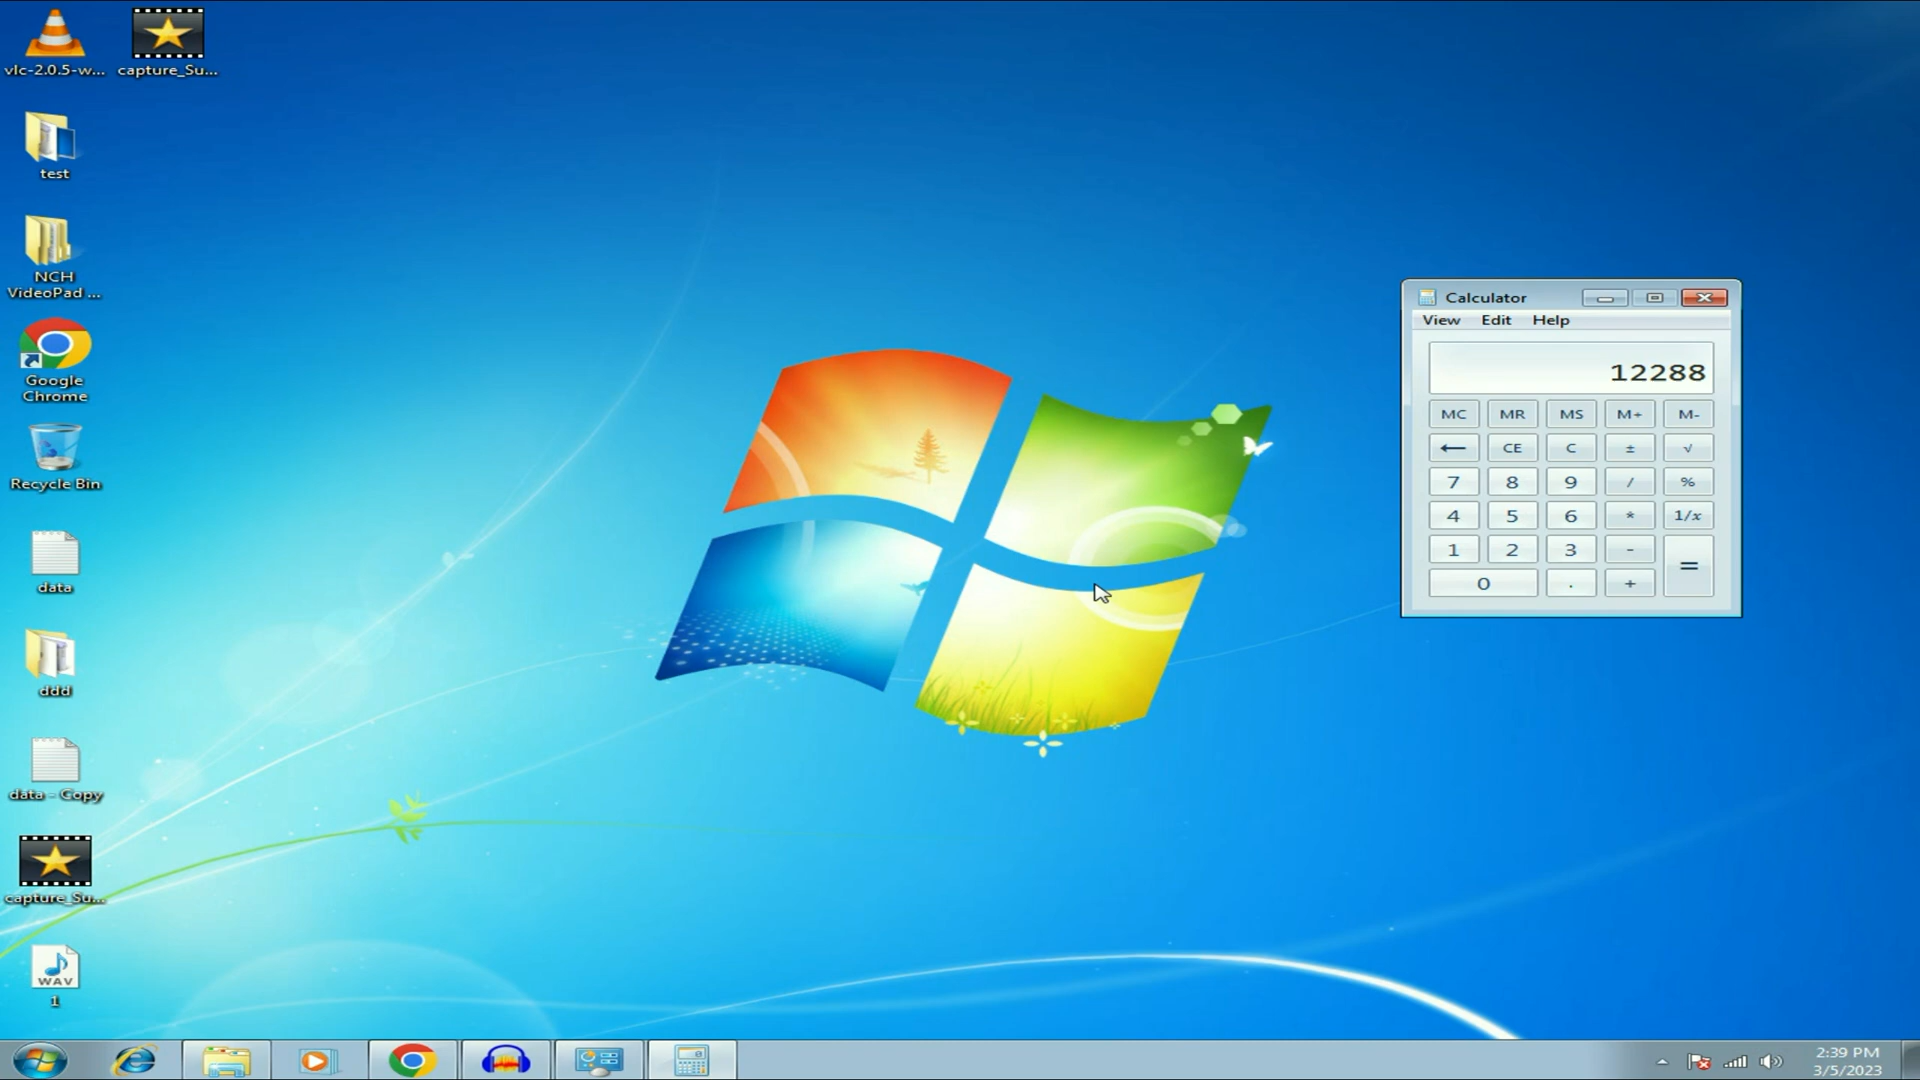 vlc-2.0.5-w...
capture_Su...
test
NCH
VideoPad ...
Google
Chrome
Recycle Bin
data
ddd
data - Copy
capture_Su...
WAV
1
Calculator
View Edit Help
12288
MC MR MS M+ M-
← CE C ± √
7 8 9 / %
4 5 6 * 1/x
1 2 3 - =
0 . +
2:39 PM
3/5/2023